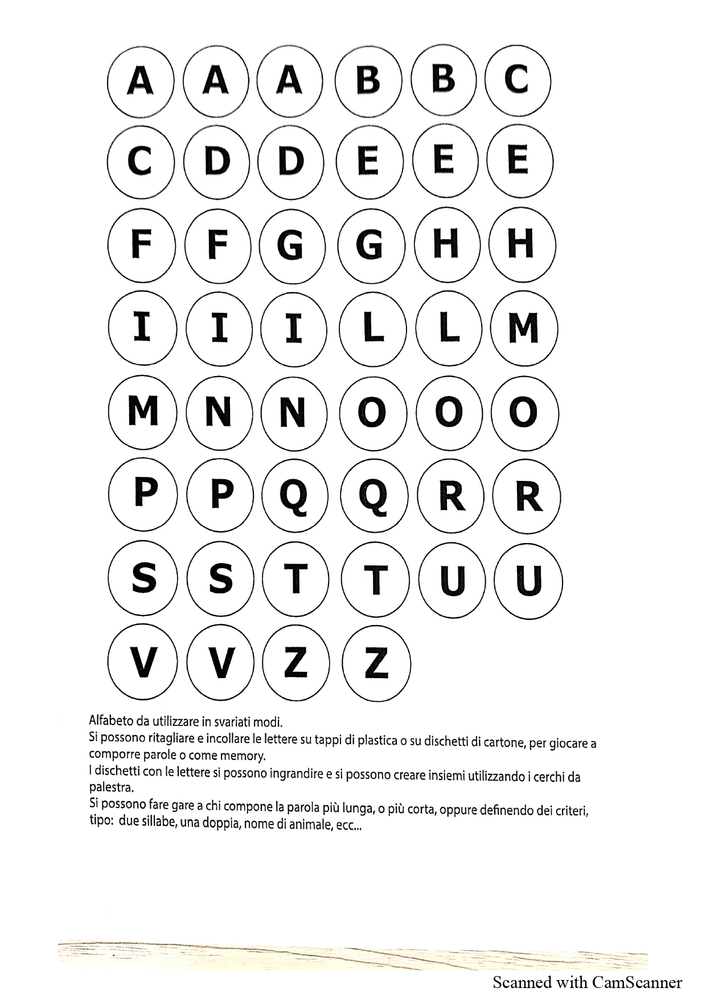 A A A B B C
C D D E E E
F F G G H H
I I I L L M
M N N O O O
P P Q Q R R
S S T T U U
V V Z Z
Alfabeto da utilizzare in svariati modi.
Si possono ritagliare e incollare le lettere su tappi di plastica o su dischetti di cartone, per giocare a
comporre parole o come memory.
I dischetti con le lettere si possono ingrandire e si possono creare insiemi utilizzando i cerchi da
palestra.
Si possono fare gare a chi compone la parola più lunga, o più corta, oppure definendo dei criteri,
tipo: due sillabe, una doppia, nome di animale, ecc...
Scanned with CamScanner